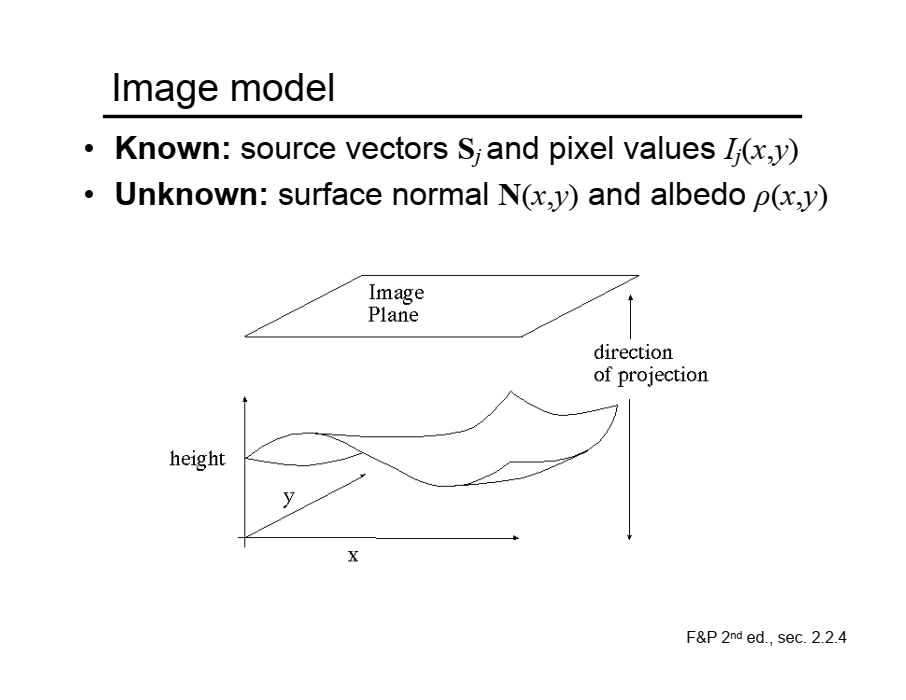 Image model
• Known: source vectors Sj and pixel values Ij(x,y)
• Unknown: surface normal N(x,y) and albedo ρ(x,y)
Image
Plane
direction
of projection
height
y
x
F&P 2nd ed., sec. 2.2.4